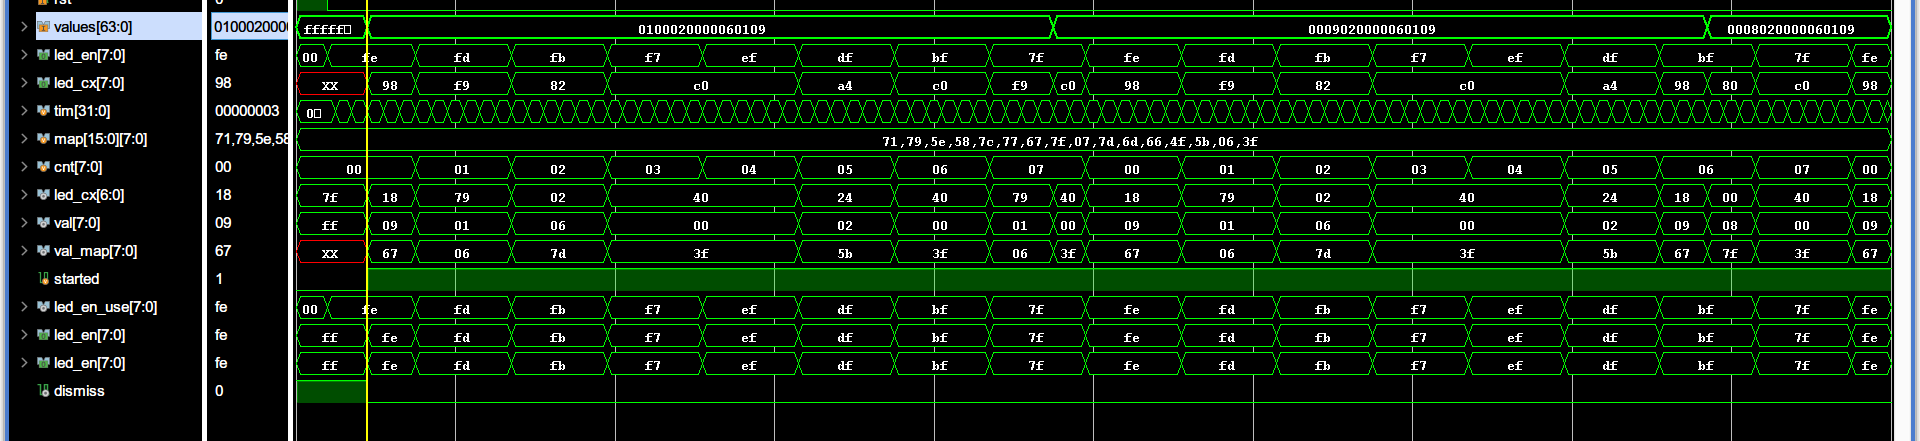 rst 0
values[63:0] 0100020000 fffff 0100020000060109 0009020000060109 0008020000060109
led_en[7:0] fe 00 fe fd fb f7 ef df bf 7f fe fd fb f7 ef df bf 7f fe
led_cx[7:0] 98 XX 98 f9 82 c0 a4 c0 f9 c0 98 f9 82 c0 a4 98 80 c0 98
tim[31:0] 00000003 0
map[15:0][7:0] 71,79,5e,58 71,79,5e,58,7c,77,67,7f,07,7d,6d,66,4f,5b,06,3f
cnt[7:0] 00 00 01 02 03 04 05 06 07 00 01 02 03 04 05 06 07 00
led_cx[6:0] 18 7f 18 79 02 40 24 40 79 40 18 79 02 40 24 18 00 40 18
val[7:0] 09 ff 09 01 06 00 02 00 01 00 09 01 06 00 02 09 08 00 09
val_map[7:0] 67 XX 67 06 7d 3f 5b 3f 06 3f 67 06 7d 3f 5b 67 7f 3f 67
started 1
led_en_use[7:0] fe 00 fe fd fb f7 ef df bf 7f fe fd fb f7 ef df bf 7f fe
led_en[7:0] fe ff fe fd fb f7 ef df bf 7f fe fd fb f7 ef df bf 7f fe
led_en[7:0] fe ff fe fd fb f7 ef df bf 7f fe fd fb f7 ef df bf 7f fe
dismiss 0